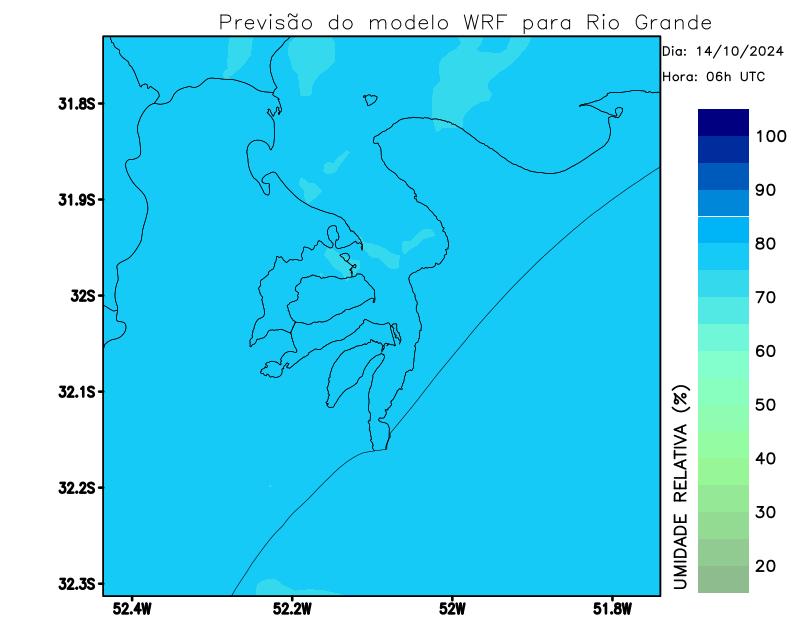 Previsão do modelo WRF para Rio Grande
Dia: 14/10/2024
Hora: 06h UTC
31.8S
31.9S
32S
32.1S
32.2S
32.3S
52.4W
52.2W
52W
51.8W
100
90
80
70
60
50
40
30
20
UMIDADE RELATIVA (%)